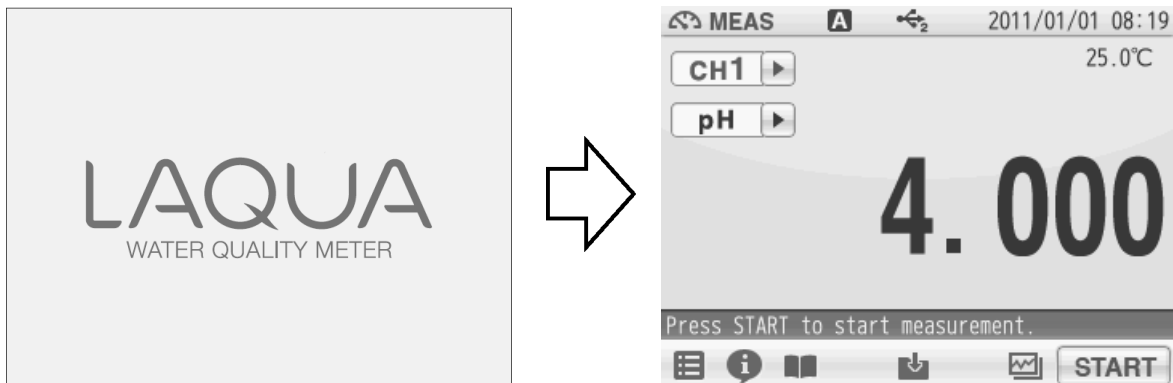 LAQUA
WATER QUALITY METER
MEAS A 2 2011/01/01 08:19
25.0℃
CH1
pH
4.000
Press START to start measurement.
START